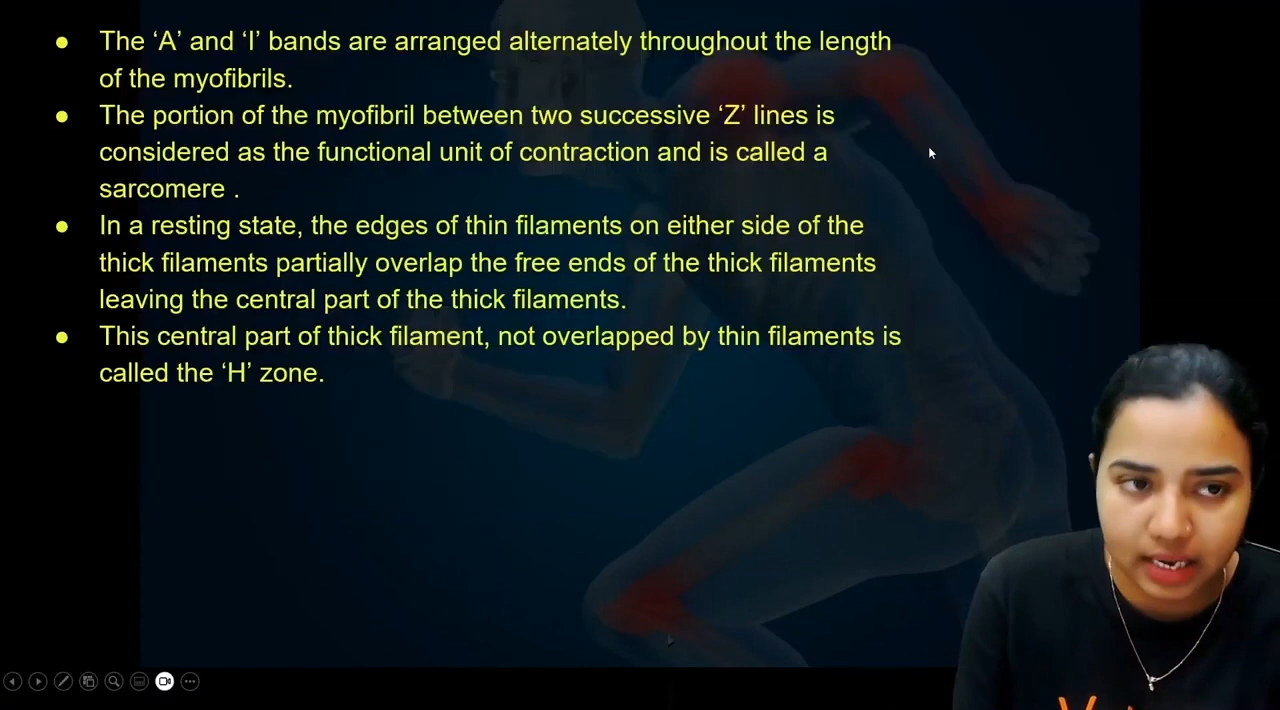 ● The ‘A’ and ‘I’ bands are arranged alternately throughout the length
of the myofibrils.
● The portion of the myofibril between two successive ‘Z’ lines is
considered as the functional unit of contraction and is called a
sarcomere .
● In a resting state, the edges of thin filaments on either side of the
thick filaments partially overlap the free ends of the thick filaments
leaving the central part of the thick filaments.
● This central part of thick filament, not overlapped by thin filaments is
called the ‘H’ zone.